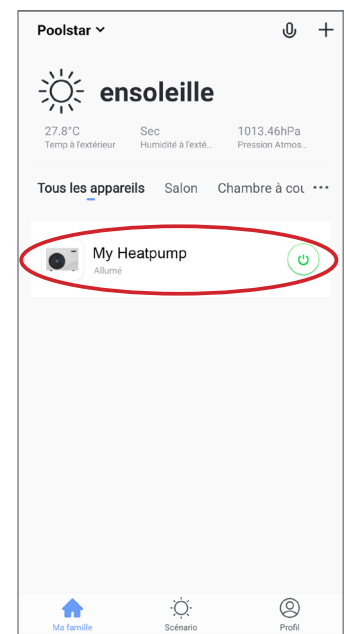 Poolstar
ensoleille
27.8°C Sec 1013.46hPa
Temp à l'extérieur Humidité à l'exté... Pression Atmos...
Tous les appareils Salon Chambre à cou ...
My Heatpump
Allumé
Ma famille Scénario Profil